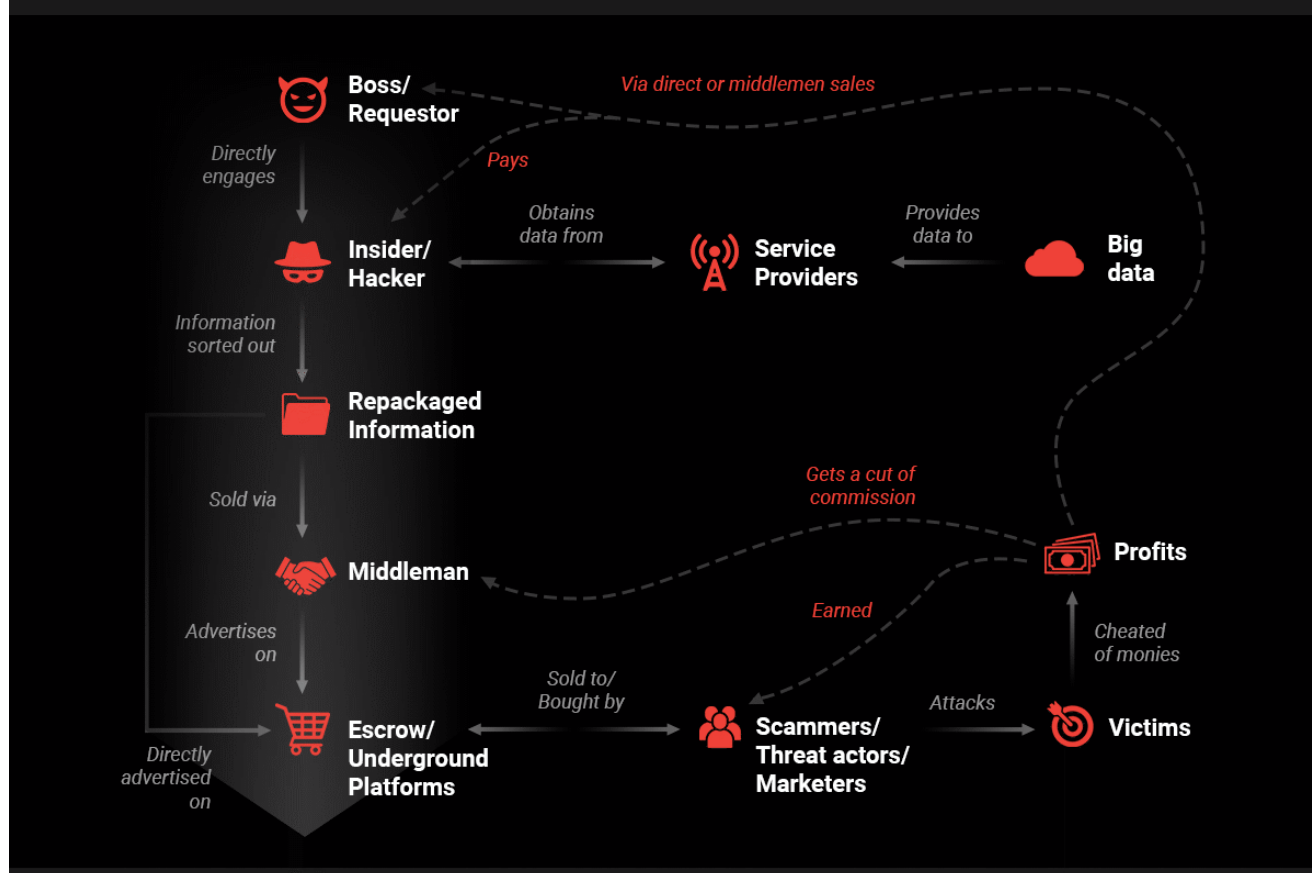 Boss/
Requestor
Via direct or middlemen sales
Directly
engages
Pays
Insider/
Hacker
Obtains
data from
Service
Providers
Provides
data to
Big
data
Information
sorted out
Repackaged
Information
Sold via
Gets a cut of
commission
Middleman
Profits
Advertises
on
Earned
Cheated
of monies
Sold to/
Bought by
Escrow/
Underground
Platforms
Scammers/
Threat actors/
Marketers
Attacks
Victims
Directly
advertised
on